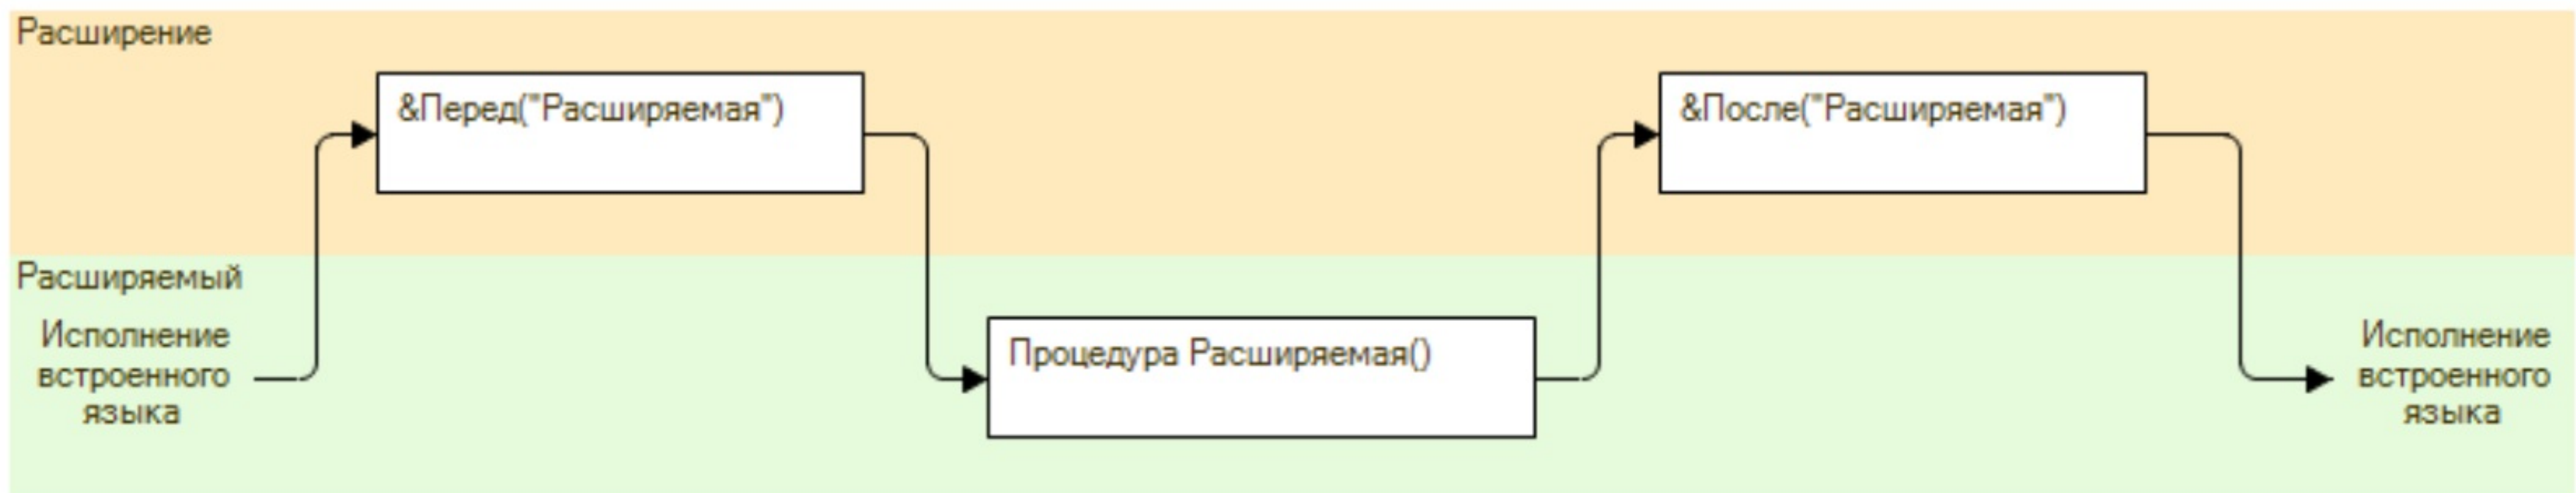 Расширение
&Перед("Расширяемая")
&После("Расширяемая")
Расширяемый
Исполнение
встроенного
языка
Процедура Расширяемая()
Исполнение
встроенного
языка